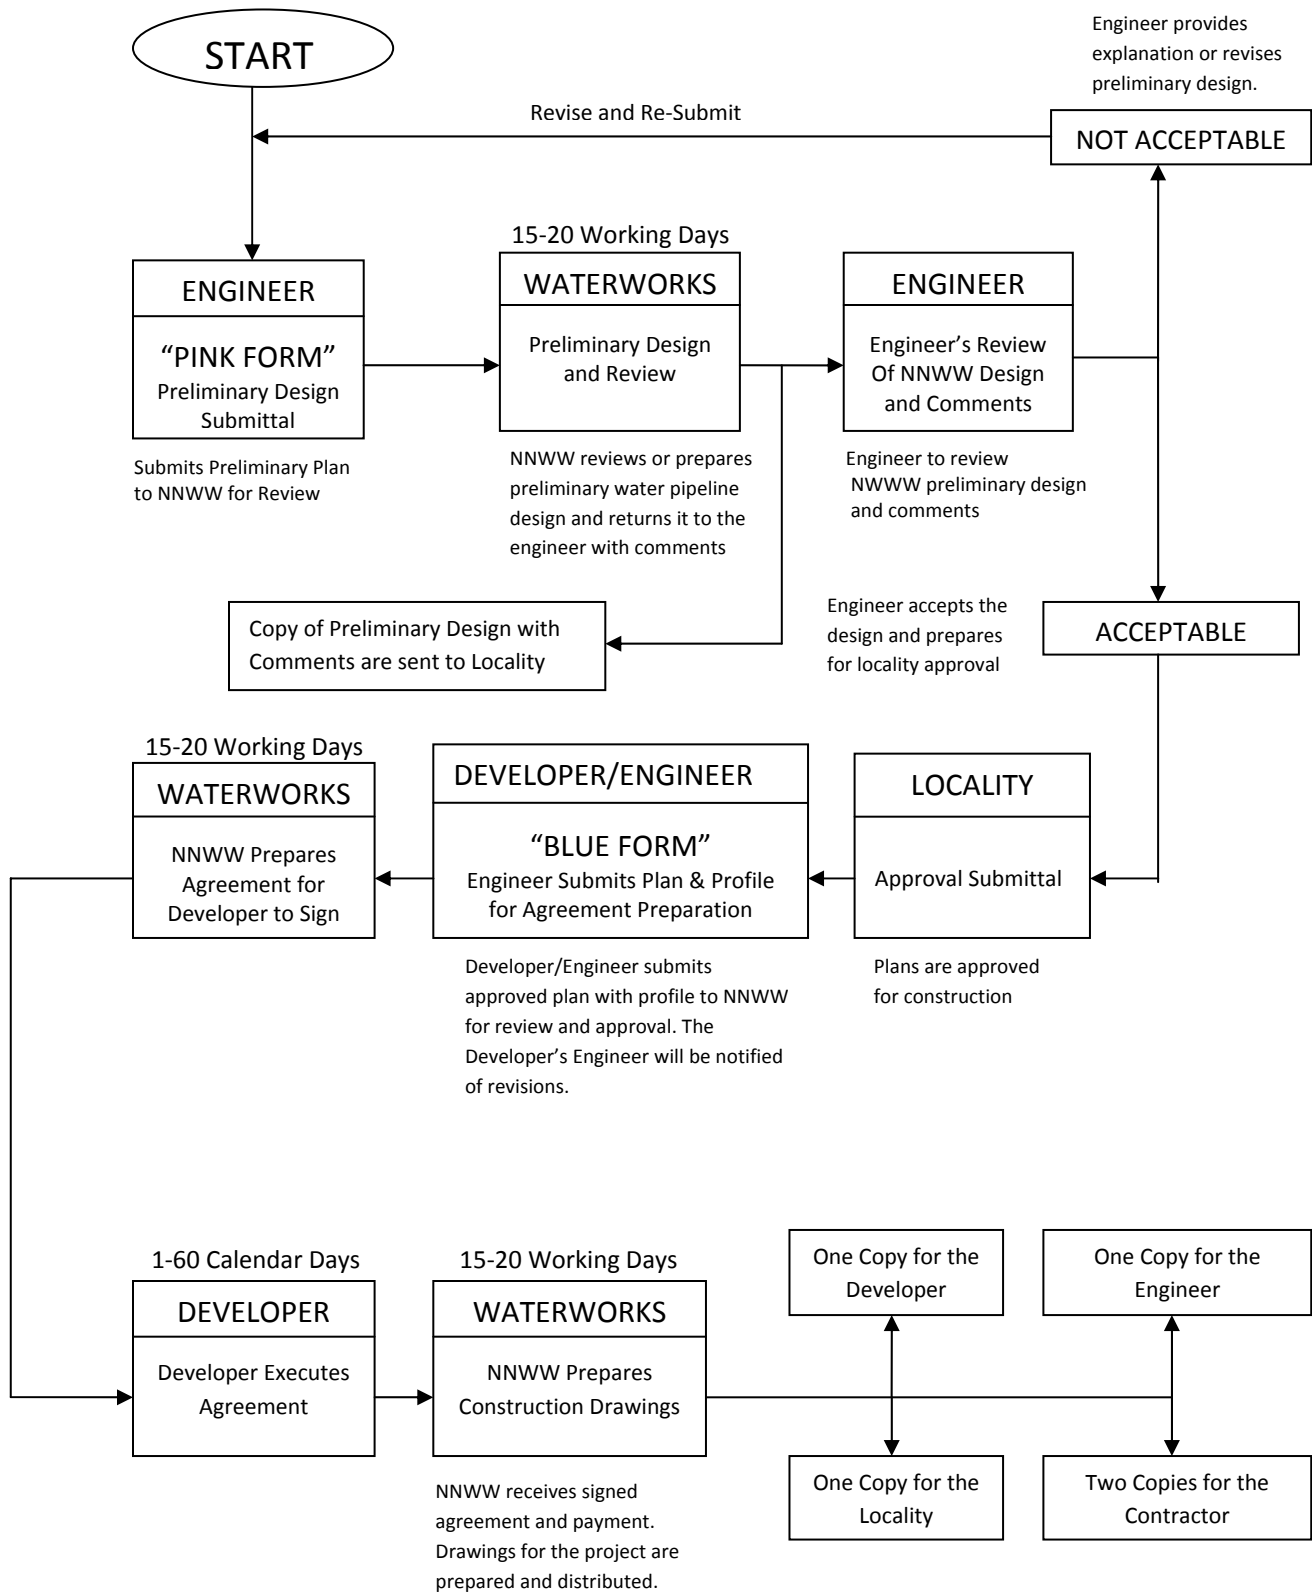 START
Engineer provides
explanation or revises
preliminary design.
Revise and Re-Submit
NOT ACCEPTABLE
ENGINEER
“PINK FORM”
Preliminary Design
Submittal
Submits Preliminary Plan
to NNWW for Review
15-20 Working Days
WATERWORKS
Preliminary Design
and Review
NNWW reviews or prepares
preliminary water pipeline
design and returns it to the
engineer with comments
ENGINEER
Engineer’s Review
Of NNWW Design
and Comments
Engineer to review
NWWW preliminary design
and comments
Copy of Preliminary Design with
Comments are sent to Locality
Engineer accepts the
design and prepares
for locality approval
ACCEPTABLE
LOCALITY
Approval Submittal
Plans are approved
for construction
DEVELOPER/ENGINEER
“BLUE FORM”
Engineer Submits Plan & Profile
for Agreement Preparation
Developer/Engineer submits
approved plan with profile to NNWW
for review and approval. The
Developer’s Engineer will be notified
of revisions.
15-20 Working Days
WATERWORKS
NNWW Prepares
Agreement for
Developer to Sign
1-60 Calendar Days
DEVELOPER
Developer Executes
Agreement
15-20 Working Days
WATERWORKS
NNWW Prepares
Construction Drawings
NNWW receives signed
agreement and payment.
Drawings for the project are
prepared and distributed.
One Copy for the
Developer
One Copy for the
Engineer
One Copy for the
Locality
Two Copies for the
Contractor